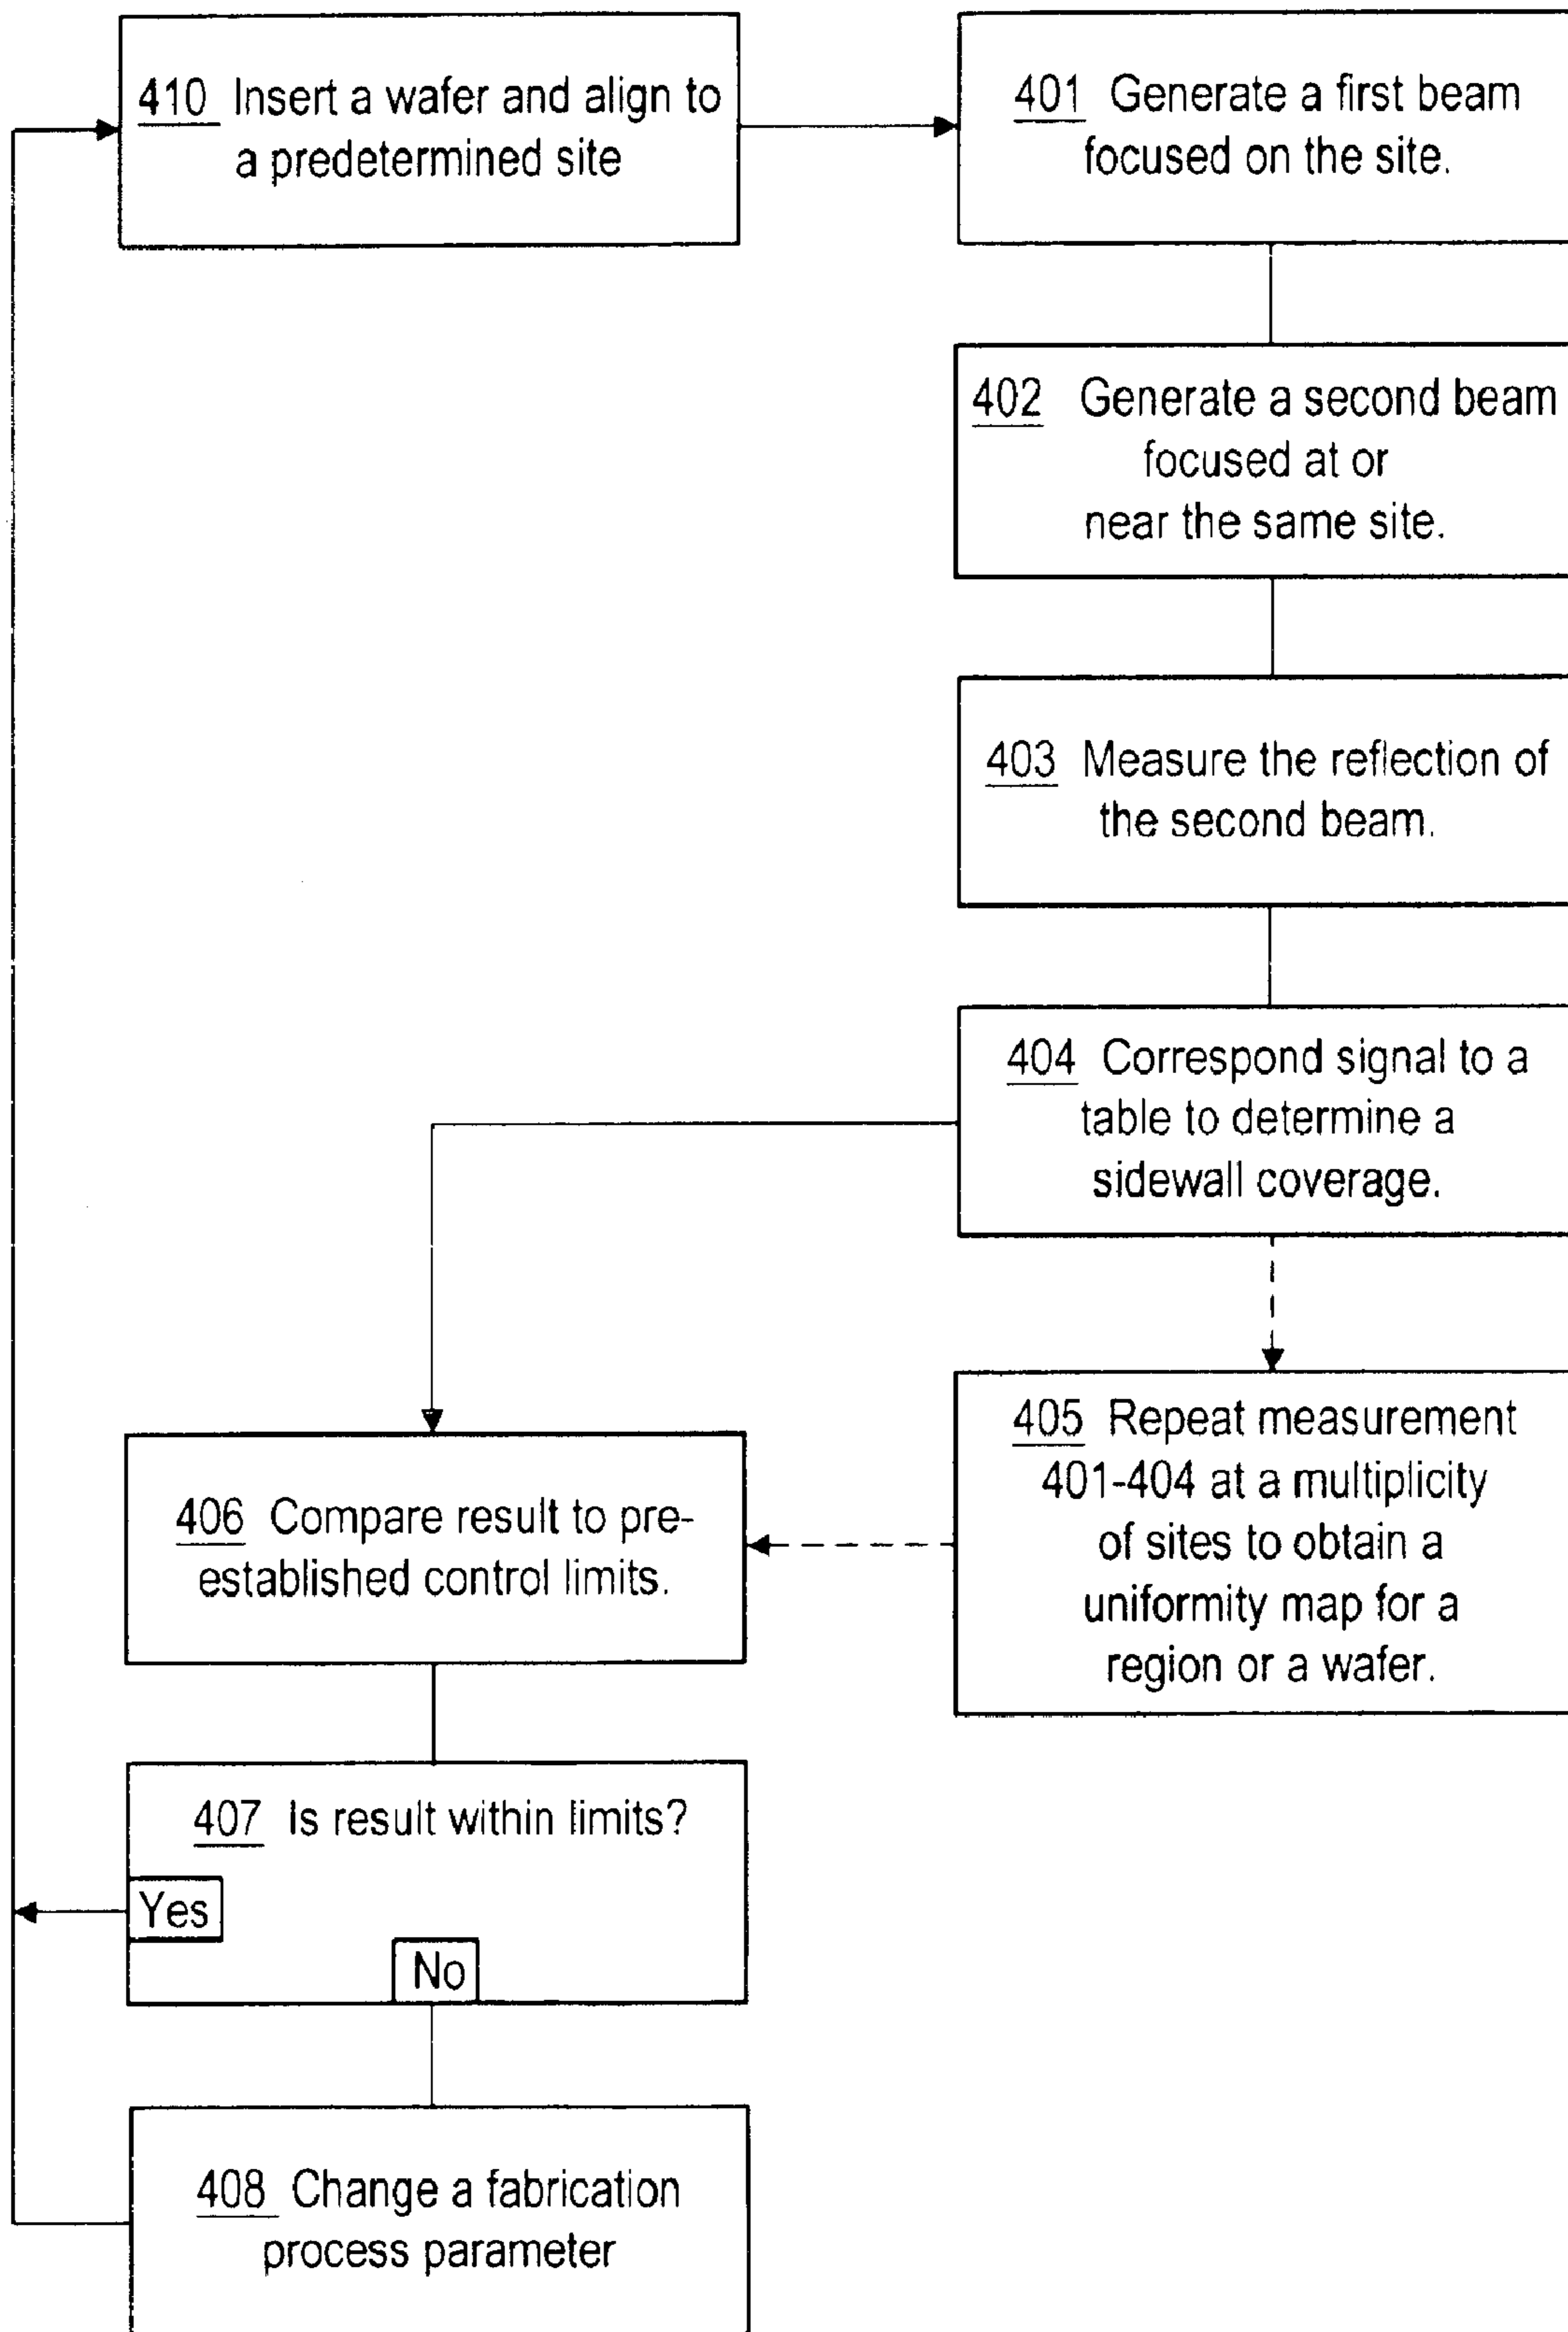 410 Insert a wafer and align to
a predetermined site
401 Generate a first beam
focused on the site.
402 Generate a second beam
focused at or
near the same site.
403 Measure the reflection of
the second beam.
404 Correspond signal to a
table to determine a
sidewall coverage.
405 Repeat measurement
401-404 at a multiplicity
of sites to obtain a
uniformity map for a
region or a wafer.
406 Compare result to pre-
established control limits.
407 Is result within limits?
Yes
No
408 Change a fabrication
process parameter